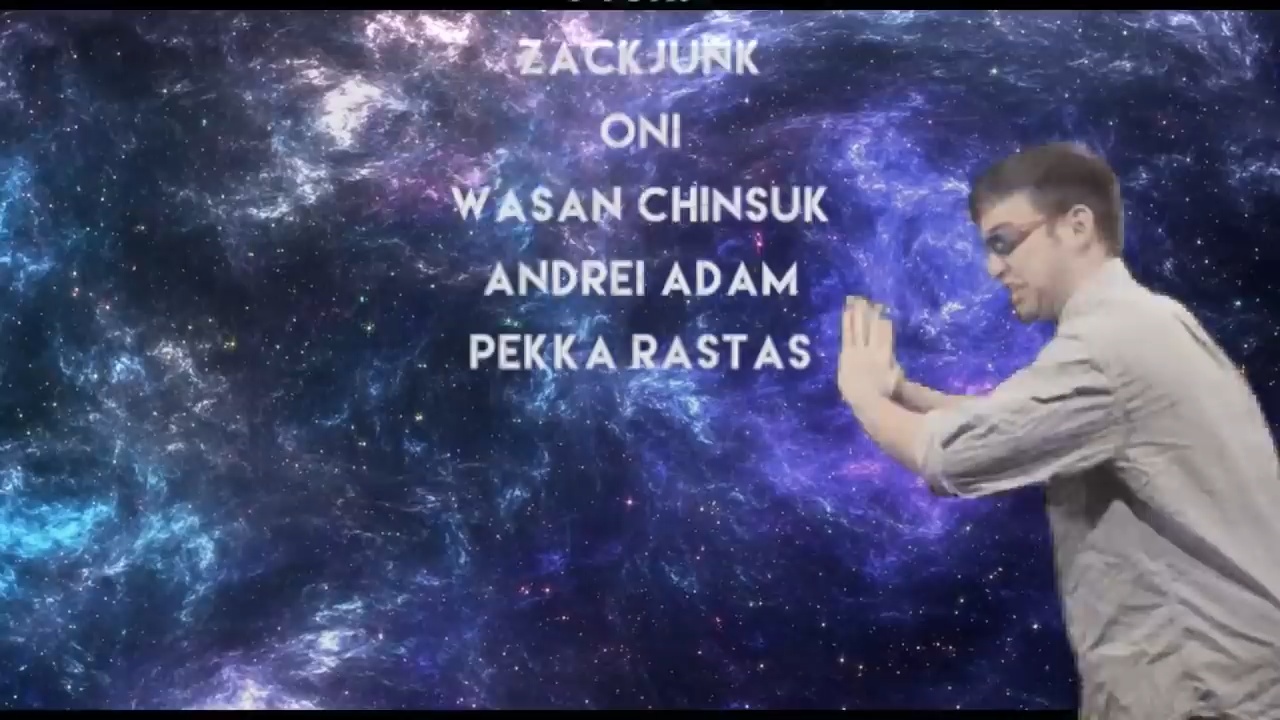 ZACKJUNK
ONI
WASAN CHINSUK
ANDREI ADAM
PEKKA RASTAS